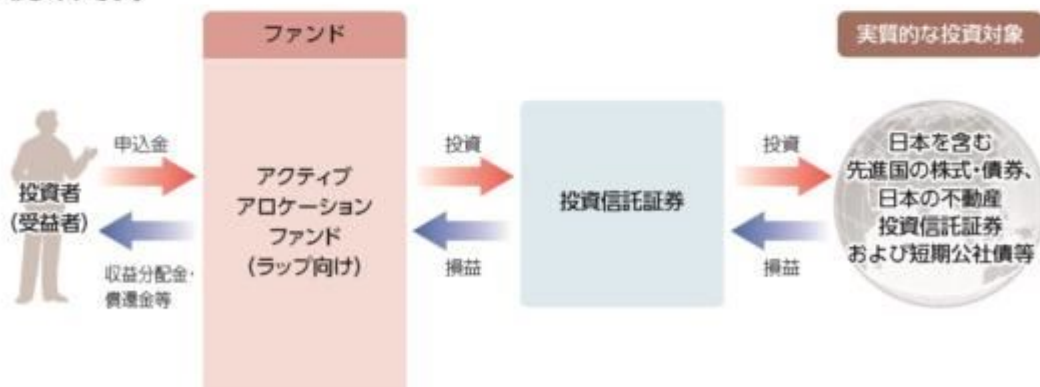 ファンド
実質的な投資対象
投資者
(受益者)
申込金
収益分配金・
償還金等
アクティブ
アロケーション
ファンド
(ラップ向け)
投資
損益
投資信託証券
投資
損益
日本を含む
先進国の株式・債券、
日本の不動産
投資信託証券
および短期公社債等